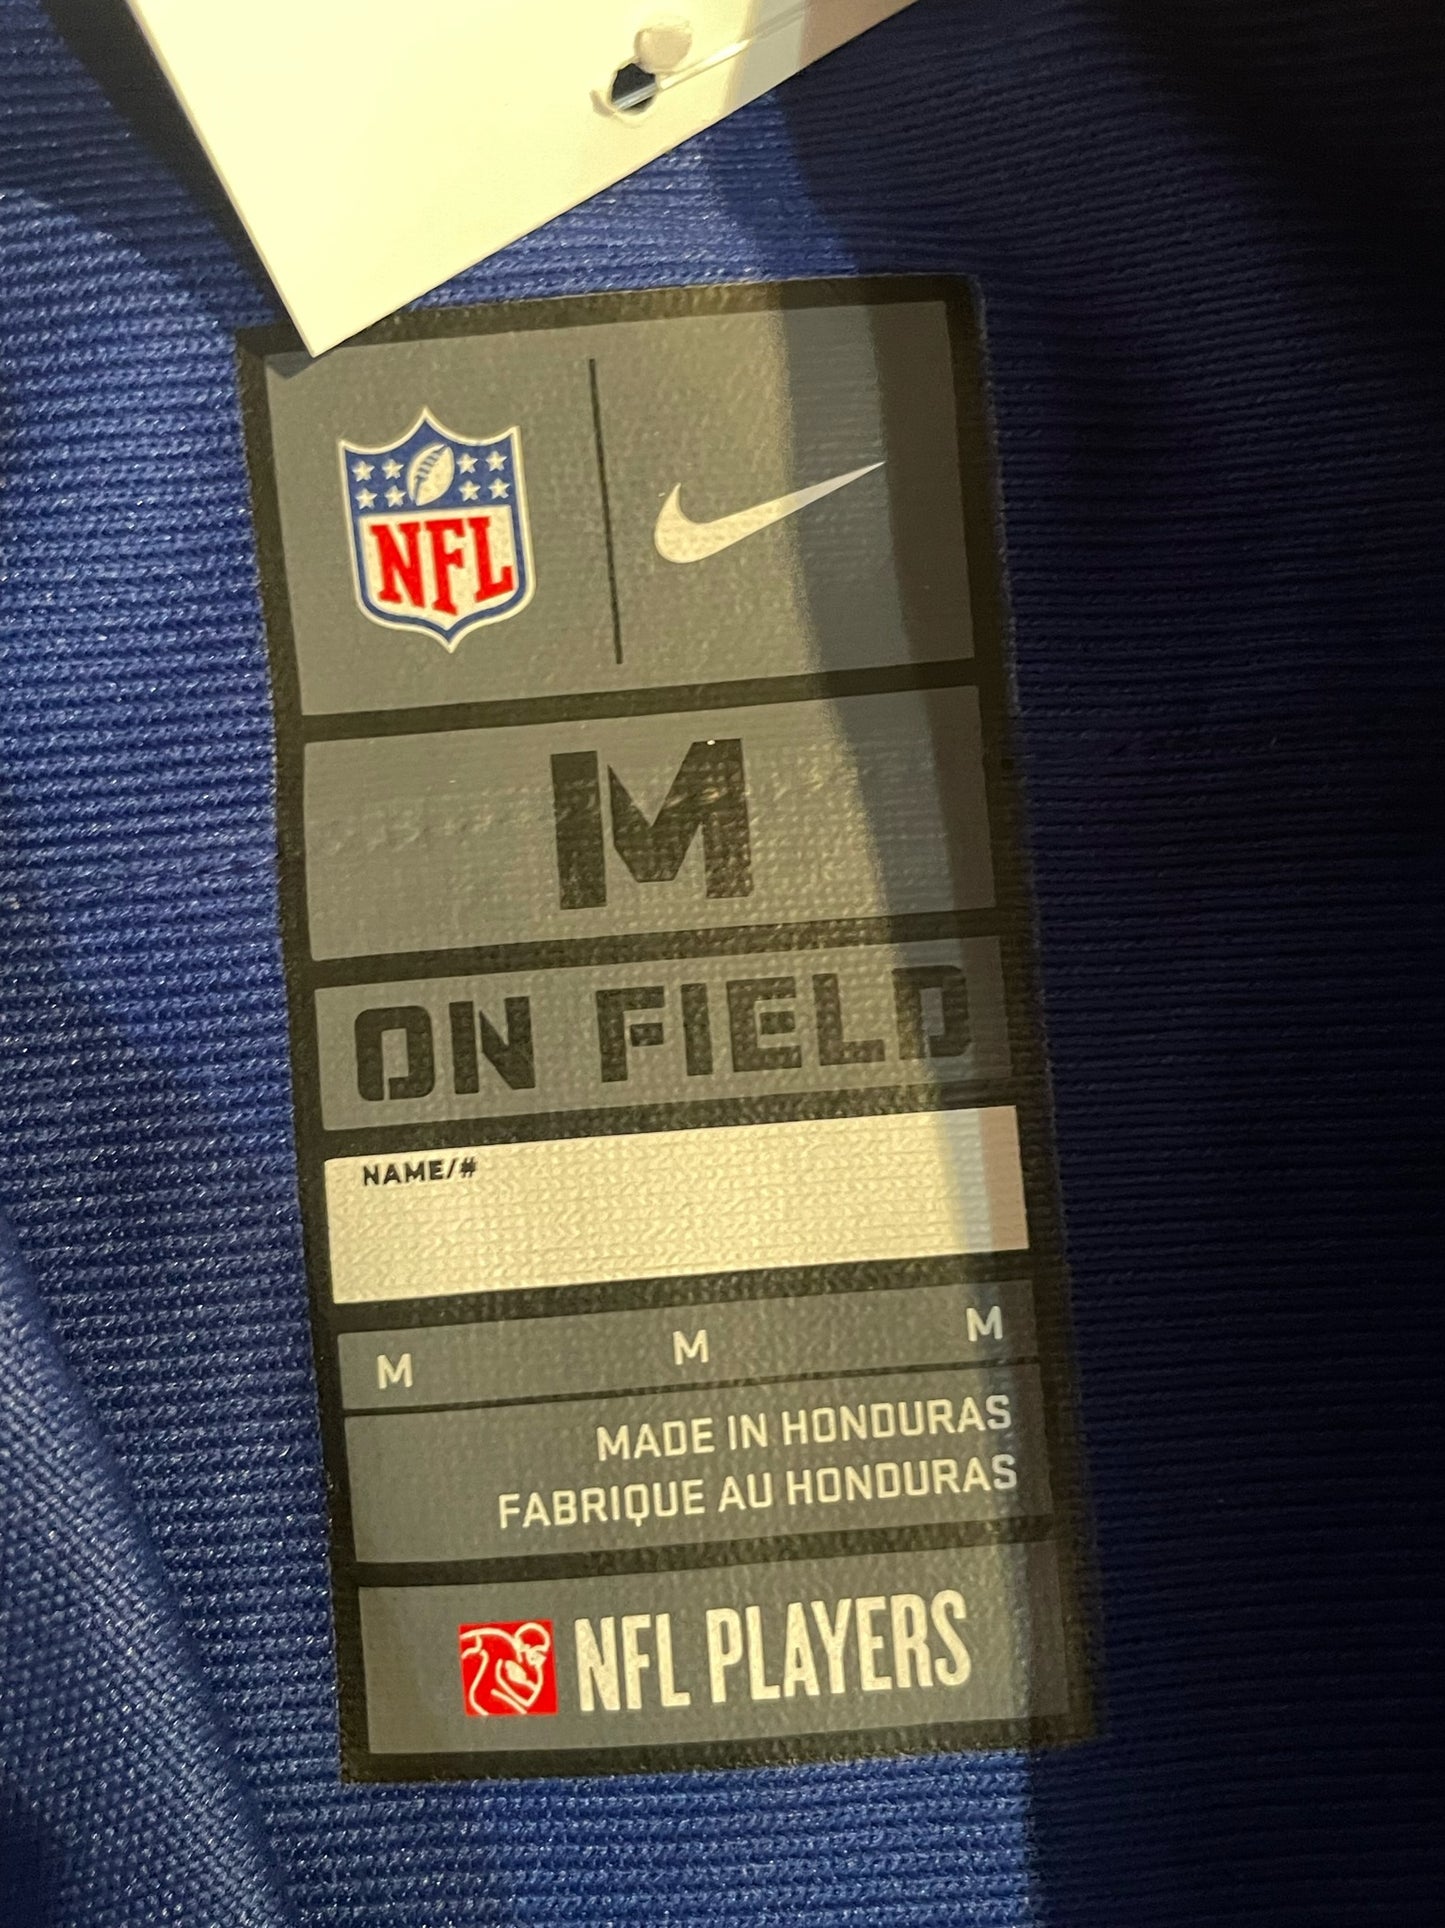 NFL
M
ON FIELD
NAME/#
M M M
MADE IN HONDURAS
FABRIQUE AU HONDURAS
NFL PLAYERS